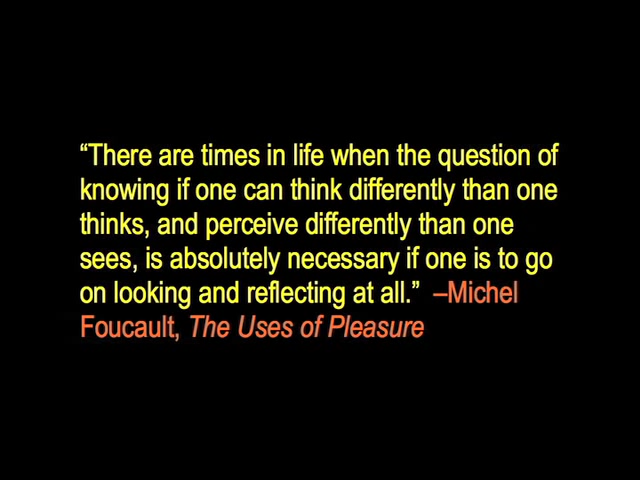 “There are times in life when the question of
knowing if one can think differently than one
thinks, and perceive differently than one
sees, is absolutely necessary if one is to go
on looking and reflecting at all.” –Michel
Foucault, The Uses of Pleasure